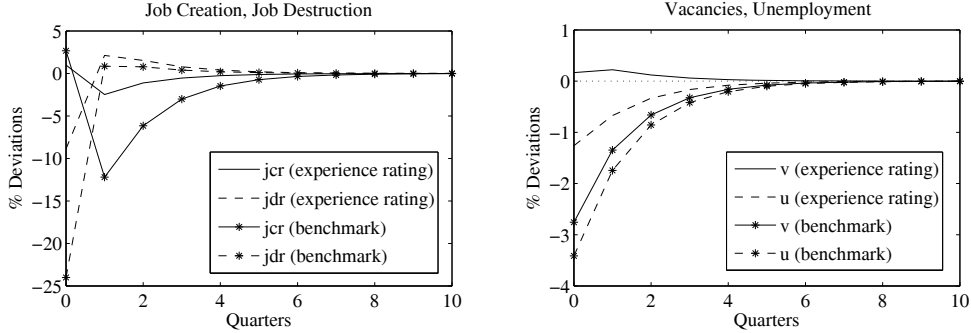 Job Creation, Job Destruction
5
0
−5
−10
−15
−20
−25
% Deviations
jcr (experience rating)
jdr (experience rating)
jcr (benchmark)
jdr (benchmark)
0 2 4 6 8 10
Quarters
Vacancies, Unemployment
1
0
−1
−2
−3
−4
% Deviations
v (experience rating)
u (experience rating)
v (benchmark)
u (benchmark)
0 2 4 6 8 10
Quarters